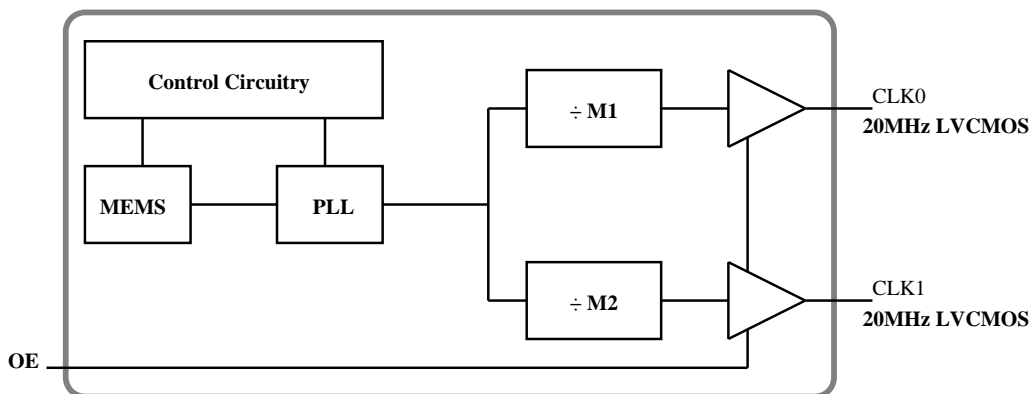 Control Circuitry
MEMS
PLL
÷ M1
÷ M2
CLK0
20MHz LVCMOS
CLK1
20MHz LVCMOS
OE